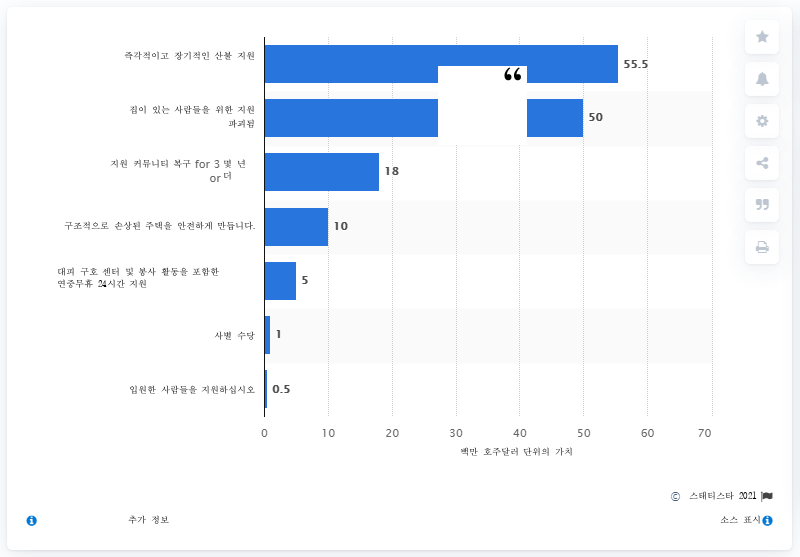 즉각적이고 장기적인 산불 지원
55.5
“
집이 있는 사람들을 위한 지원
파괴됨
50
지원 커뮤니티 복구 for 3 몇 년
or 더
18
구조적으로 손상된 주택을 안전하게 만듭니다.
10
대피 구호 센터 및 봉사 활동을 포함한
연중무휴 24시간 지원
5
사별 수당
1
입원한 사람들을 지원하십시오
0.5
0 10 20 30 40 50 60 70
백만 호주달러 단위의 가치
© 스태티스타 2021
추가 정보
소스 표시